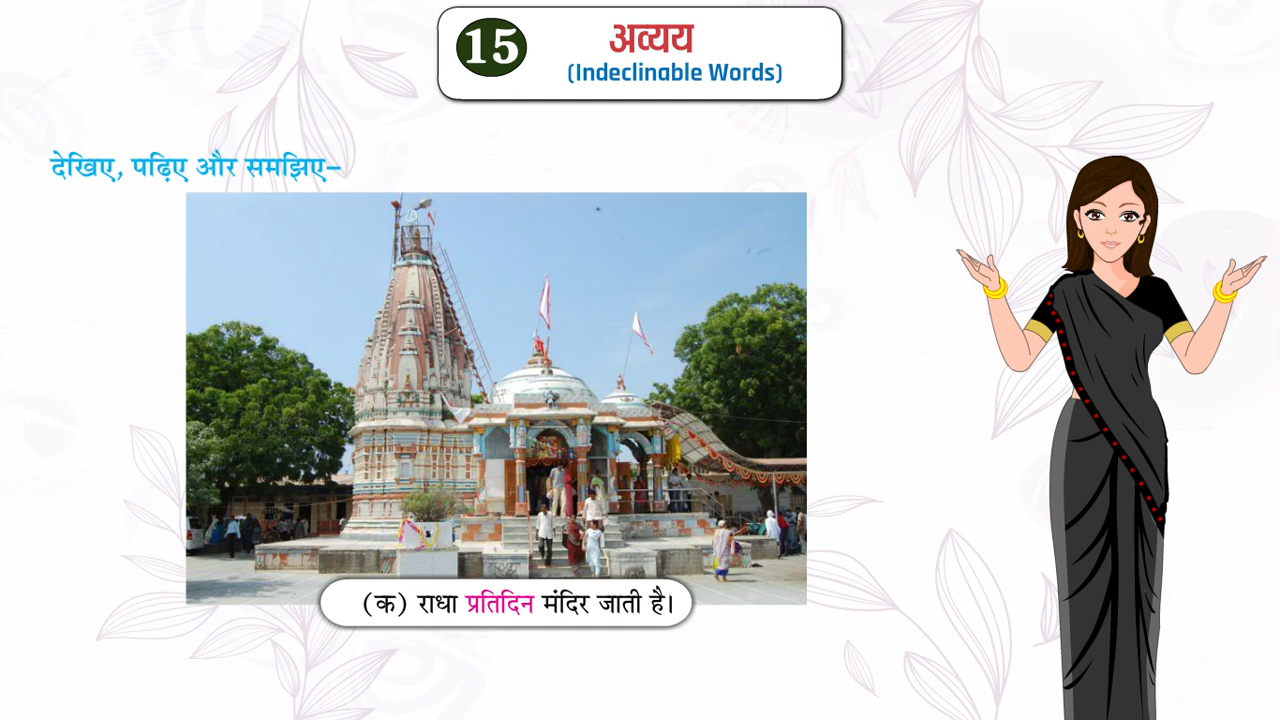 15
अव्यय
(Indeclinable Words)
देखिए, पढ़िए और समझिए–
(क) राधा प्रतिदिन मंदिर जाती है।